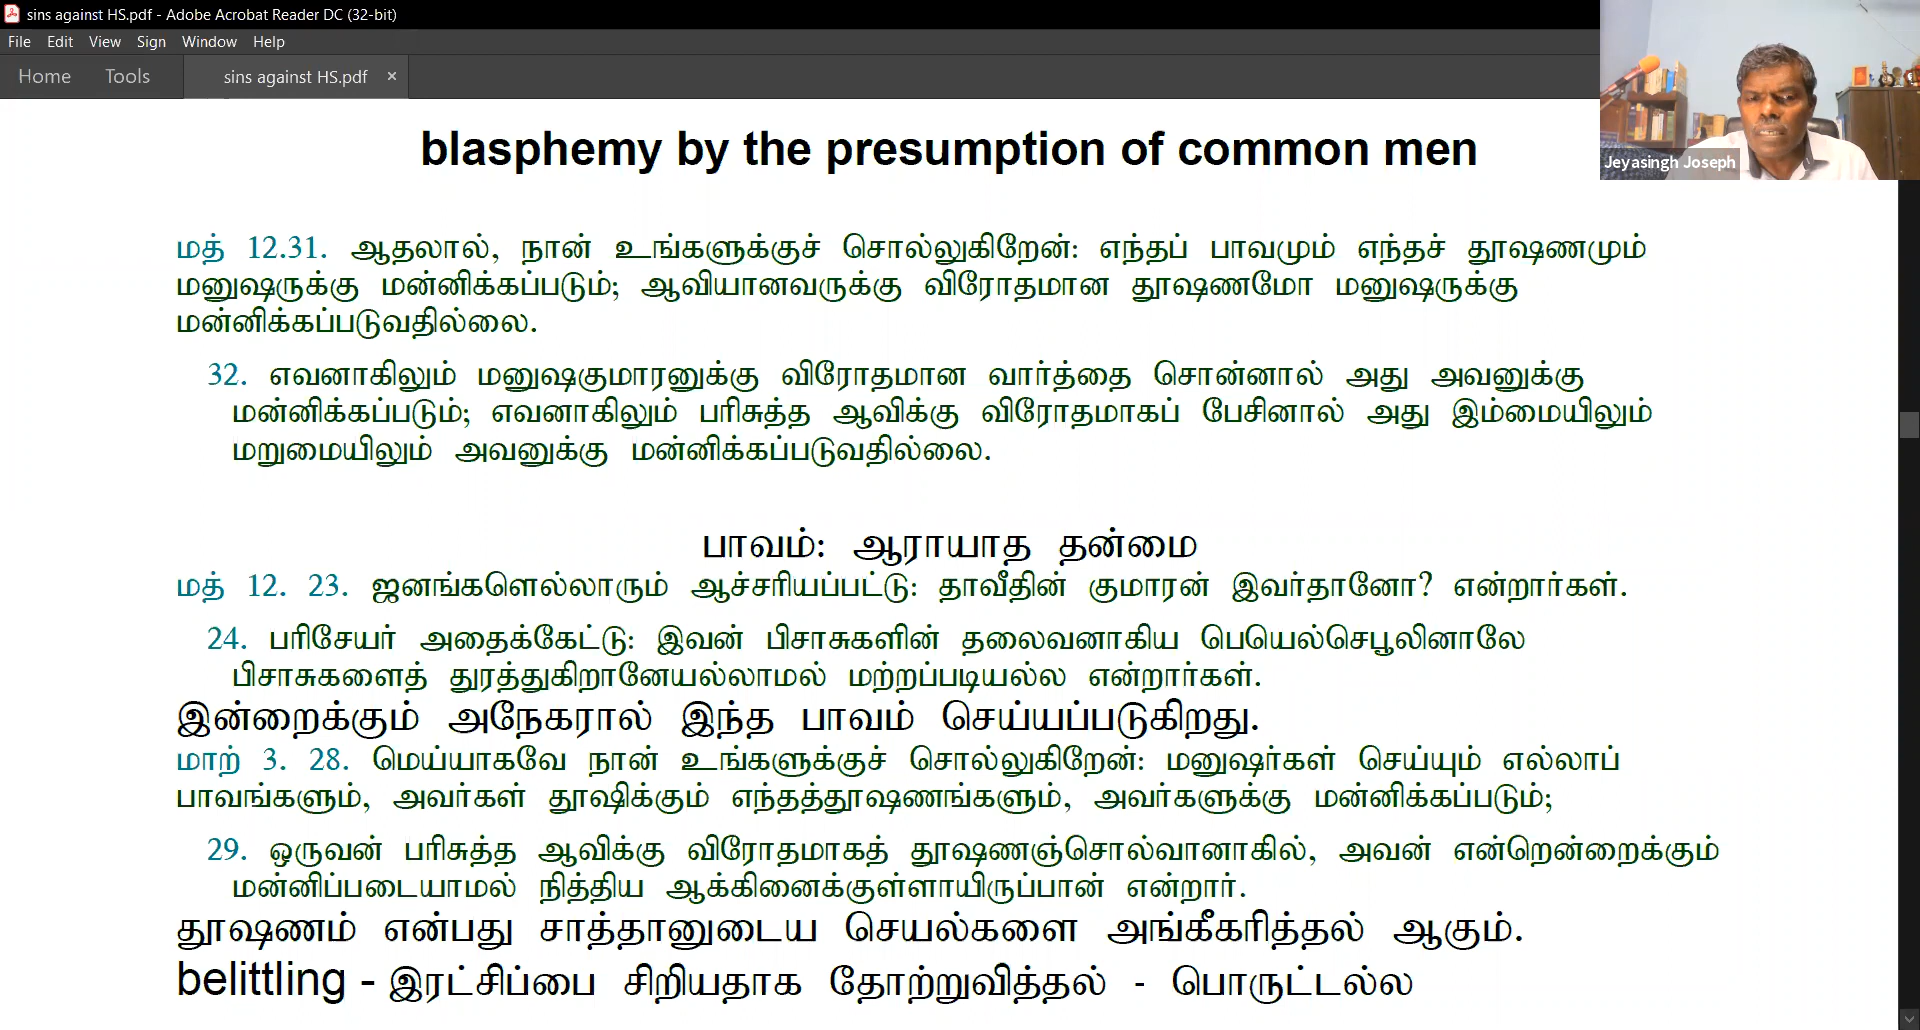 sins against HS.pdf - Adobe Acrobat Reader DC (32-bit)
File Edit View Sign Window Help
Home Tools sins against HS.pdf ×
Jeyasingh Joseph
blasphemy by the presumption of common men
மத் 12.31. ஆதலால், நான் உங்களுக்குச் சொல்லுகிறேன்: எந்தப் பாவமும் எந்தச் தூஷணமும்
மனுஷருக்கு மன்னிக்கப்படும்; ஆவியானவருக்கு விரோதமான தூஷணமோ மனுஷருக்கு
மன்னிக்கப்படுவதில்லை.
32. எவனாகிலும் மனுஷகுமாரனுக்கு விரோதமான வார்த்தை சொன்னால் அது அவனுக்கு
மன்னிக்கப்படும்; எவனாகிலும் பரிசுத்த ஆவிக்கு விரோதமாகப் பேசினால் அது இம்மையிலும்
மறுமையிலும் அவனுக்கு மன்னிக்கப்படுவதில்லை.
பாவம்: ஆராயாத தன்மை
மத் 12. 23. ஜனங்களெல்லாரும் ஆச்சரியப்பட்டு: தாவீதின் குமாரன் இவர்தானோ? என்றார்கள்.
24. பரிசேயர் அதைக்கேட்டு: இவன் பிசாசுகளின் தலைவனாகிய பெயெல்செபூலினாலே
பிசாசுகளைத் துரத்துகிறானேயல்லாமல் மற்றப்படியல்ல என்றார்கள்.
இன்றைக்கும் அநேகரால் இந்த பாவம் செய்யப்படுகிறது.
மாற் 3. 28. மெய்யாகவே நான் உங்களுக்குச் சொல்லுகிறேன்: மனுஷர்கள் செய்யும் எல்லாப்
பாவங்களும், அவர்கள் தூஷிக்கும் எந்தத்தூஷணங்களும், அவர்களுக்கு மன்னிக்கப்படும்;
29. ஒருவன் பரிசுத்த ஆவிக்கு விரோதமாகத் தூஷணஞ்சொல்வானாகில், அவன் என்றென்றைக்கும்
மன்னிப்படையாமல் நித்திய ஆக்கினைக்குள்ளாயிருப்பான் என்றார்.
தூஷணம் என்பது சாத்தானுடைய செயல்களை அங்கீகரித்தல் ஆகும்.
belittling - இரட்சிப்பை சிறியதாக தோற்றுவித்தல் - பொருட்டல்ல